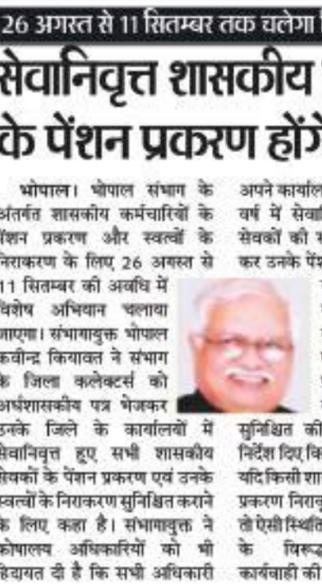 26 अगस्त से 11 सितम्बर तक चलेगा
सेवानिवृत्त शासकीय
के पेंशन प्रकरण होंगे
भोपाल। भोपाल संभाग के
अंतर्गत शासकीय कर्मचारियों के
पेंशन प्रकरण और स्वत्वों के
निराकरण के लिए 26 अगस्त से
11 सितम्बर की अवधि में
विशेष अभियान चलाया
जाएगा। संभागायुक्त भोपाल
कवीन्द्र कियावत ने संभाग
के जिला कलेक्टर्स को
अर्धशासकीय पत्र भेजकर
उनके जिले के कार्यालयों में
सेवानिवृत्त हुए सभी शासकीय
सेवकों के पेंशन प्रकरण एवं उनके
स्वत्वों के निराकरण सुनिश्चित कराने
के लिए कहा है। संभागायुक्त ने
कोषालय अधिकारियों को भी
हिदायत दी है कि सभी अधिकारी
अपने कार्याल
वर्ष में सेवा
सेवकों की
कर उनके पें
सुनिश्चित की
निर्देश दिए कि
यदि किसी शा
प्रकरण निरा
तो ऐसी स्थिति
के विरूद्ध
कार्यवाही की